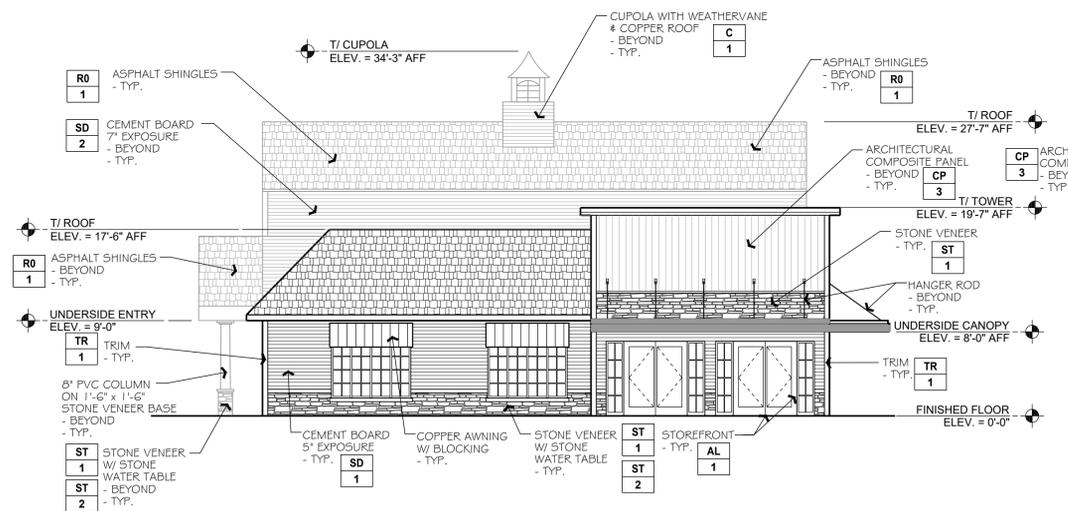 CUPOLA WITH WEATHERVANE
& COPPER ROOF
- BEYOND
- TYP.
C
1
T/ CUPOLA
ELEV. = 34'-3" AFF
R0
1
ASPHALT SHINGLES
- TYP.
ASPHALT SHINGLES
- BEYOND
- TYP.
R0
1
SD
2
CEMENT BOARD
7" EXPOSURE
- BEYOND
- TYP.
T/ ROOF
ELEV. = 27'-7" AFF
ARCHITECTURAL
COMPOSITE PANEL
- BEYOND
- TYP.
CP
3
CP
3
ARCH
COM
- BEY
- TYP
T/ TOWER
ELEV. = 19'-7" AFF
T/ ROOF
ELEV. = 17'-6" AFF
STONE VENEER
- TYP.
ST
1
R0
1
ASPHALT SHINGLES
- BEYOND
- TYP.
HANGER ROD
- BEYOND
- TYP.
UNDERSIDE ENTRY
ELEV. = 9'-0"
UNDERSIDE CANOPY
ELEV. = 8'-0" AFF
TR
1
TRIM
- TYP.
TRIM
- TYP.
TR
1
8" PVC COLUMN
ON 1'-6" x 1'-6"
STONE VENEER BASE
- BEYOND
- TYP.
FINISHED FLOOR
ELEV. = 0'-0"
ST
1
ST
2
STONE VENEER
W/ STONE
WATER TABLE
- BEYOND
- TYP.
CEMENT BOARD
5" EXPOSURE
- TYP.
SD
1
COPPER AWNING
W/ BLOCKING
- TYP.
STONE VENEER
W/ STONE
WATER TABLE
- TYP.
ST
1
ST
2
STOREFRONT
- TYP.
AL
1